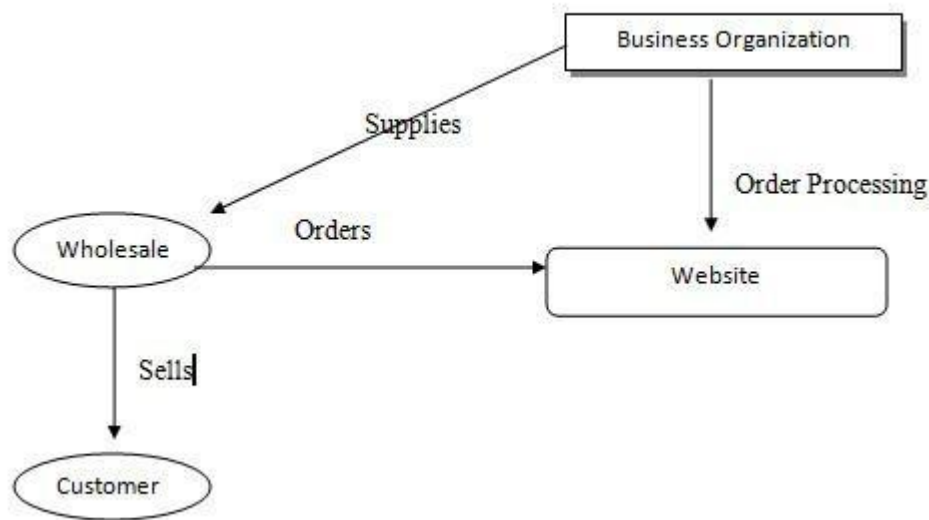 Business Organization
Supplies
Order Processing
Orders
Wholesale
Website
Sells
Customer